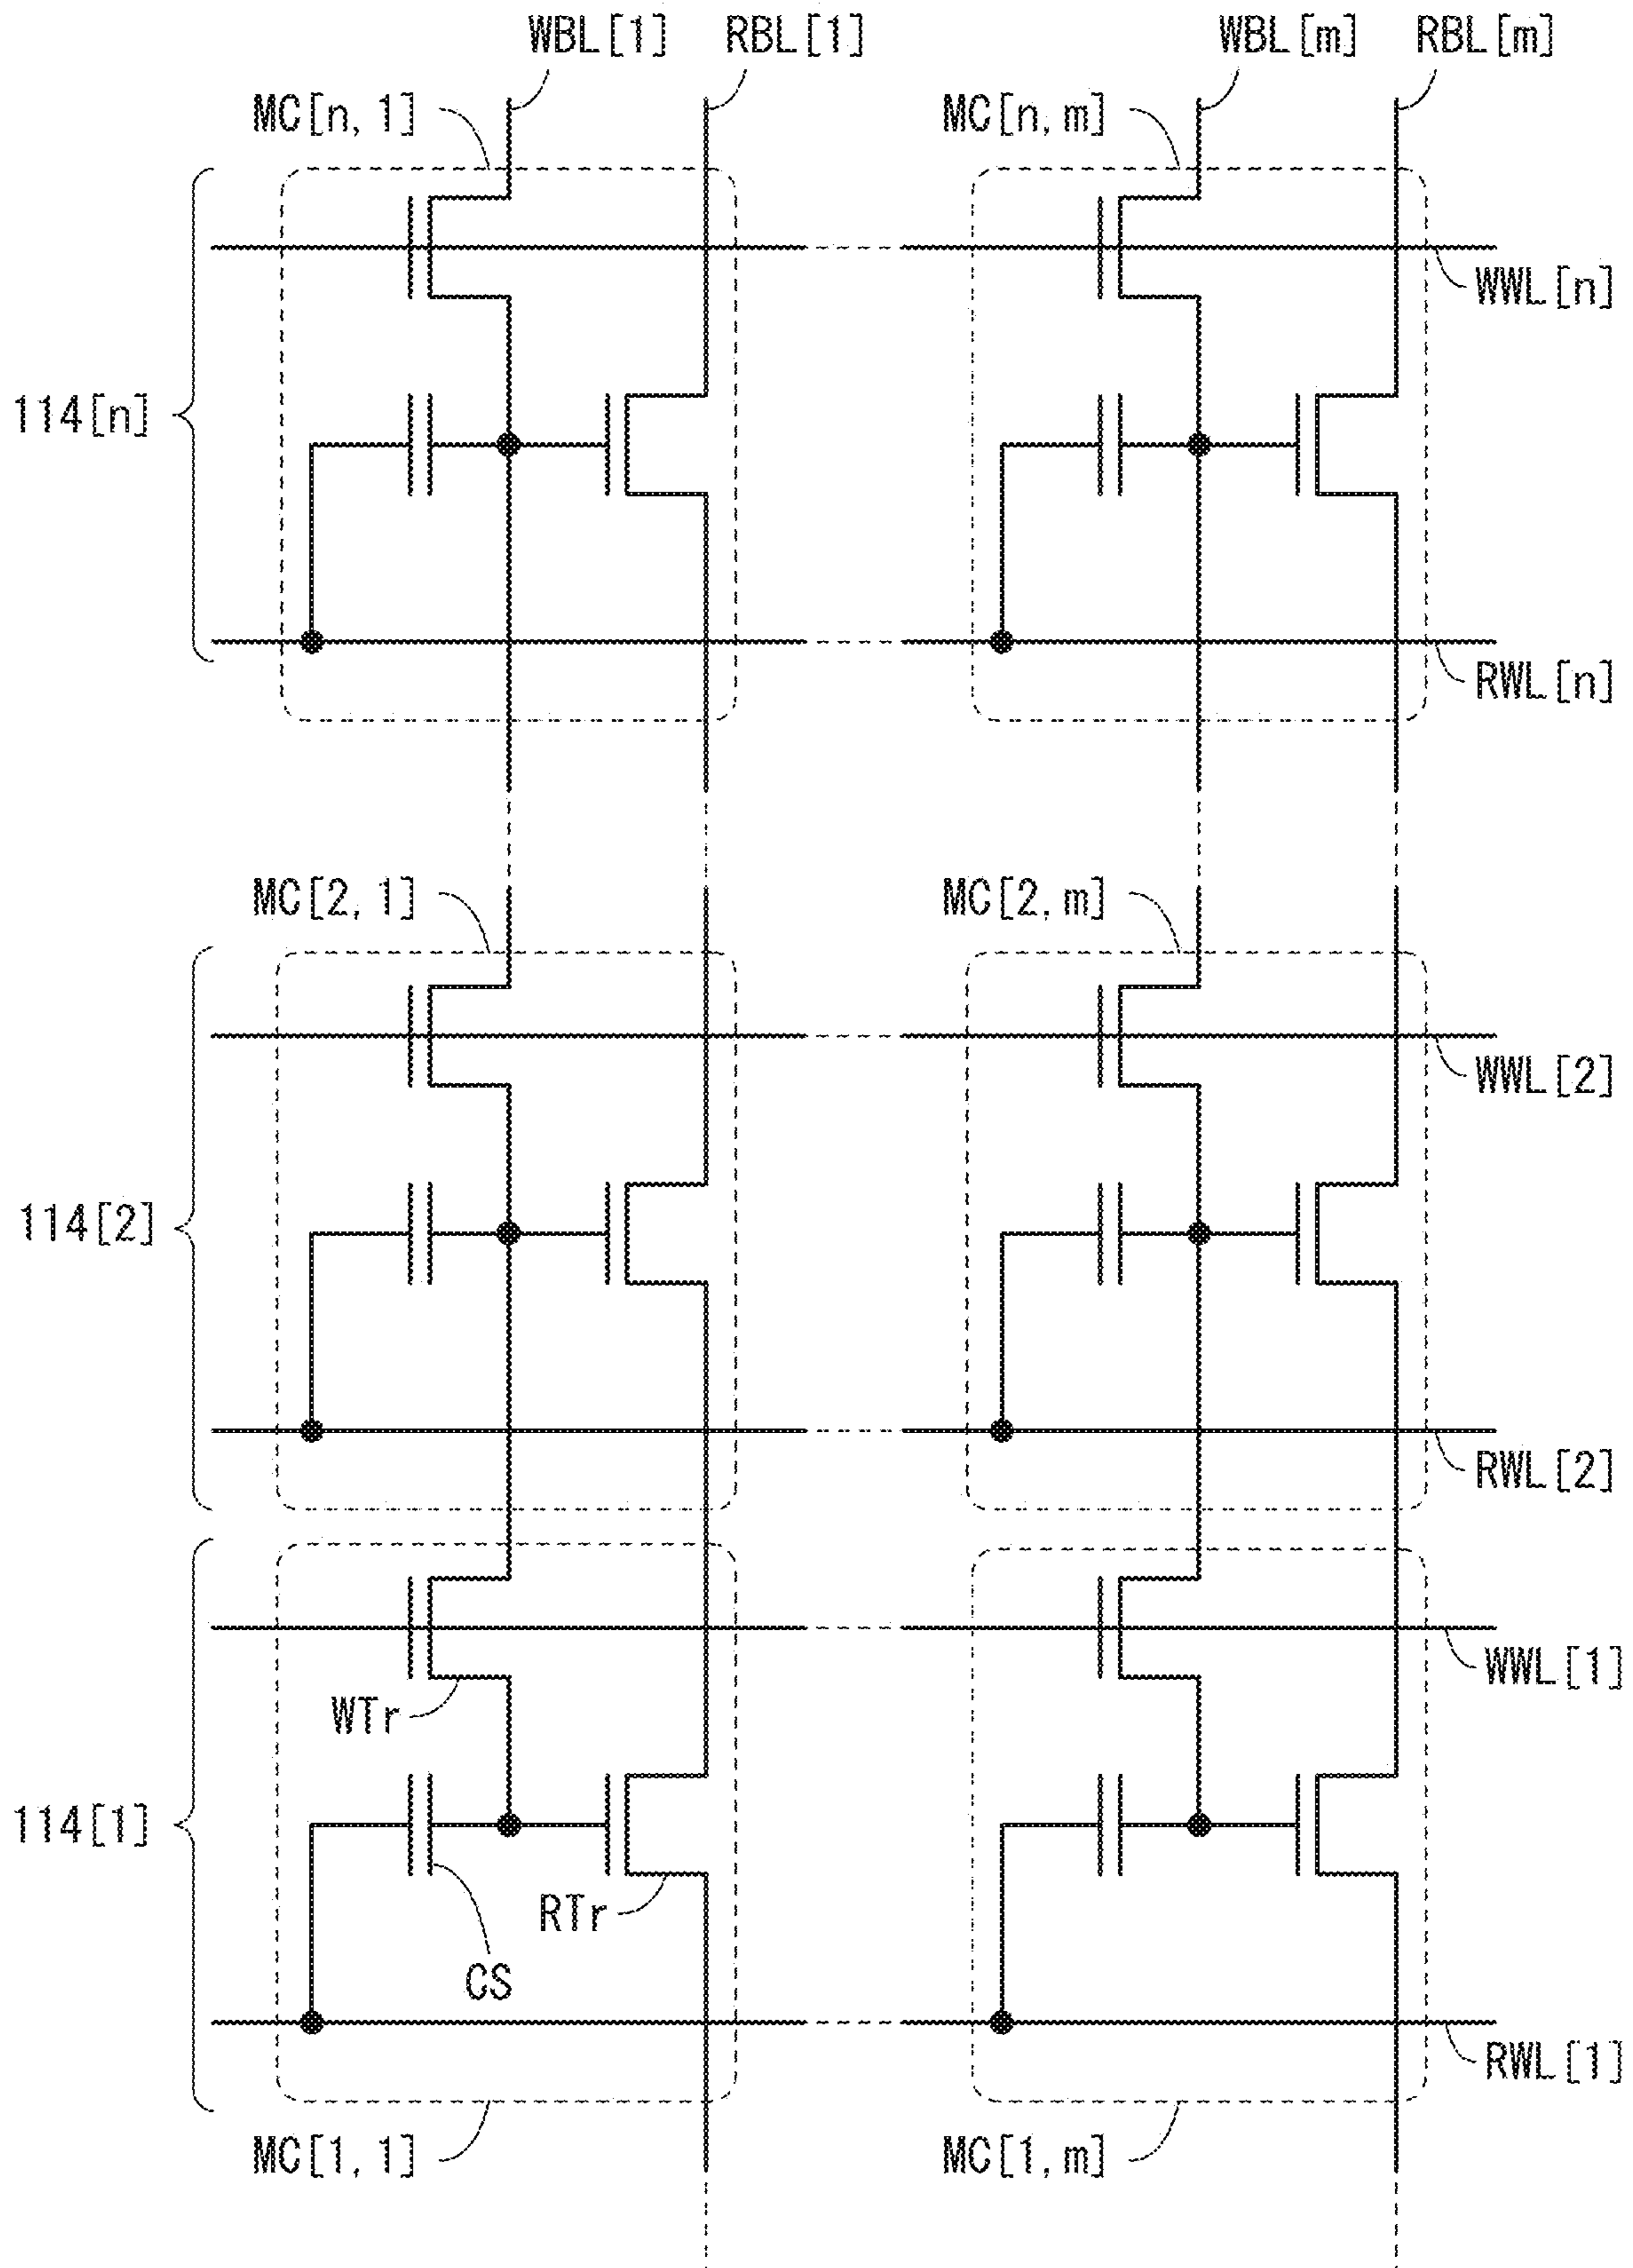 WBL[1] RBL[1] WBL[m] RBL[m]
MC[n,1] MC[n,m]
WWL[n]
114[n]
RWL[n]
MC[2,1] MC[2,m]
WWL[2]
114[2]
RWL[2]
WWL[1]
WTr
114[1]
RTr
CS
RWL[1]
MC[1,1] MC[1,m]